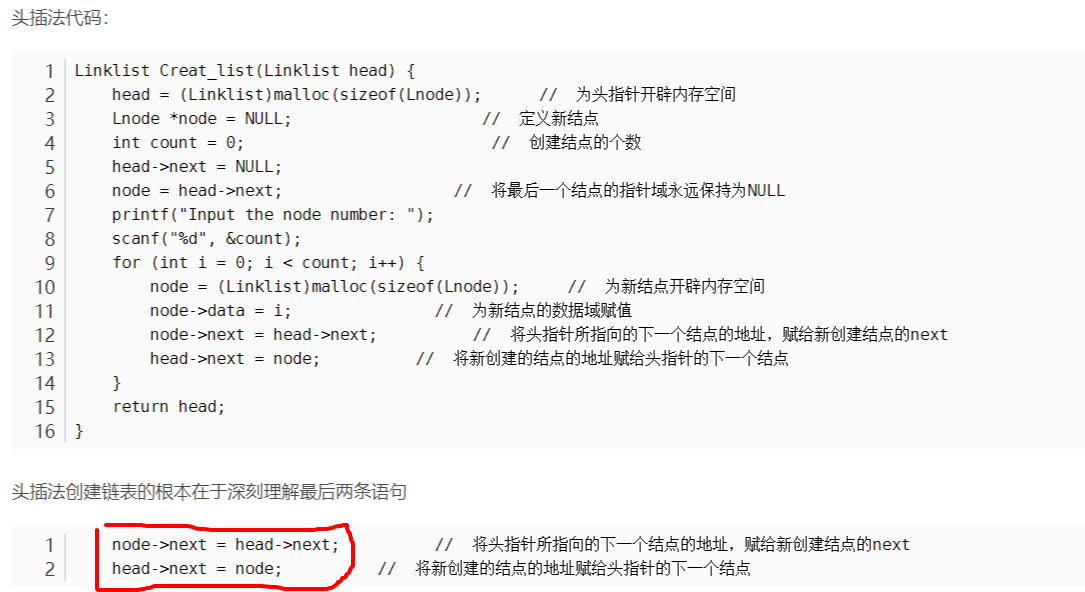 头插法代码：
1 Linklist Creat_list(Linklist head) {
2 head = (Linklist)malloc(sizeof(Lnode)); // 为头指针开辟内存空间
3 Lnode *node = NULL; // 定义新结点
4 int count = 0; // 创建结点的个数
5 head->next = NULL;
6 node = head->next; // 将最后一个结点的指针域永远保持为NULL
7 printf("Input the node number: ");
8 scanf("%d", &count);
9 for (int i = 0; i < count; i++) {
10 node = (Linklist)malloc(sizeof(Lnode)); // 为新结点开辟内存空间
11 node->data = i; // 为新结点的数据域赋值
12 node->next = head->next; // 将头指针所指向的下一个结点的地址，赋给新创建结点的next
13 head->next = node; // 将新创建的结点的地址赋给头指针的下一个结点
14 }
15 return head;
16 }
头插法创建链表的根本在于深刻理解最后两条语句
1 node->next = head->next; // 将头指针所指向的下一个结点的地址，赋给新创建结点的next
2 head->next = node; // 将新创建的结点的地址赋给头指针的下一个结点